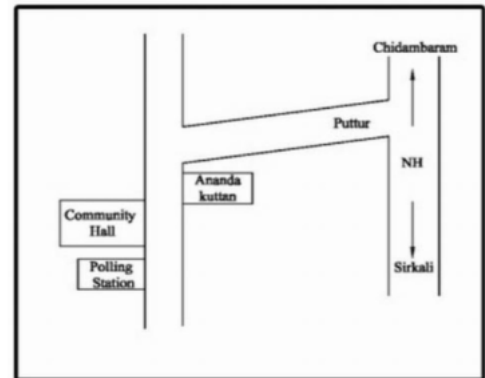 Chidambaram
Puttur
NH
Ananda
kuttan
Community
Hall
Polling
Station
Sirkali